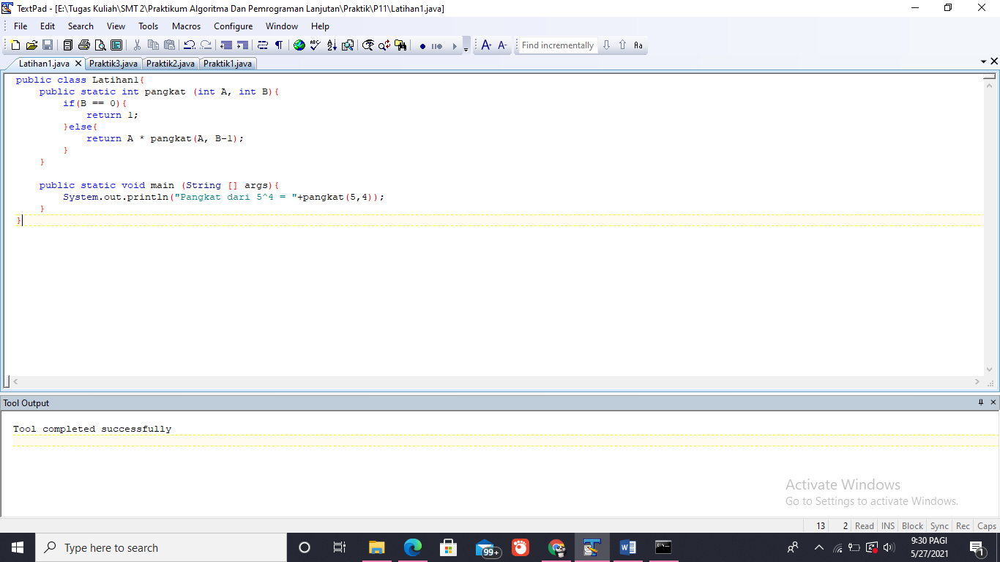 TextPad - [E:\Tugas Kuliah\SMT 2\Praktikum Algoritma Dan Pemrograman Lanjutan\Praktik\P11\Latihan1.java]
File Edit Search View Tools Macros Configure Window Help
Find incrementally Aa
Latihan1.java Praktik3.java Praktik2.java Praktik1.java
public class Latihan1{
    public static int pangkat (int A, int B){
        if(B == 0){
            return 1;
        }else{
            return A * pangkat(A, B-1);
        }
    }
    public static void main (String [] args){
        System.out.println("Pangkat dari 5^4 = "+pangkat(5,4));
    }
}
Tool Output
Tool completed successfully
Activate Windows
Go to Settings to activate Windows.
13 2 Read INS Block Sync Rec Caps
Type here to search
99+
9:30 PAGI
5/27/2021
1